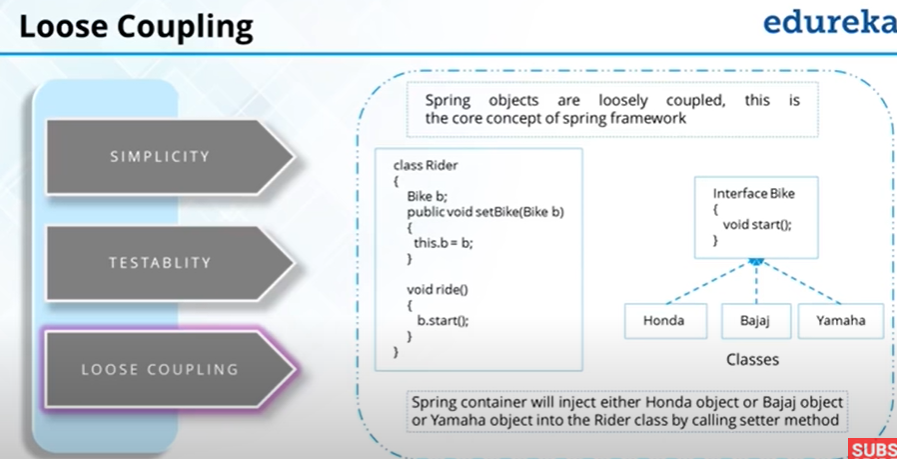 Loose Coupling
edureka
SIMPLICITY
TESTABLITY
LOOSE COUPLING
Spring objects are loosely coupled, this is
the core concept of spring framework
class Rider
{
Bike b;
public void setBike(Bike b)
{
this.b = b;
}
void ride()
{
b.start();
}
}
Interface Bike
{
void start();
}
Honda
Bajaj
Yamaha
Classes
Spring container will inject either Honda object or Bajaj object
or Yamaha object into the Rider class by calling setter method
SUBS